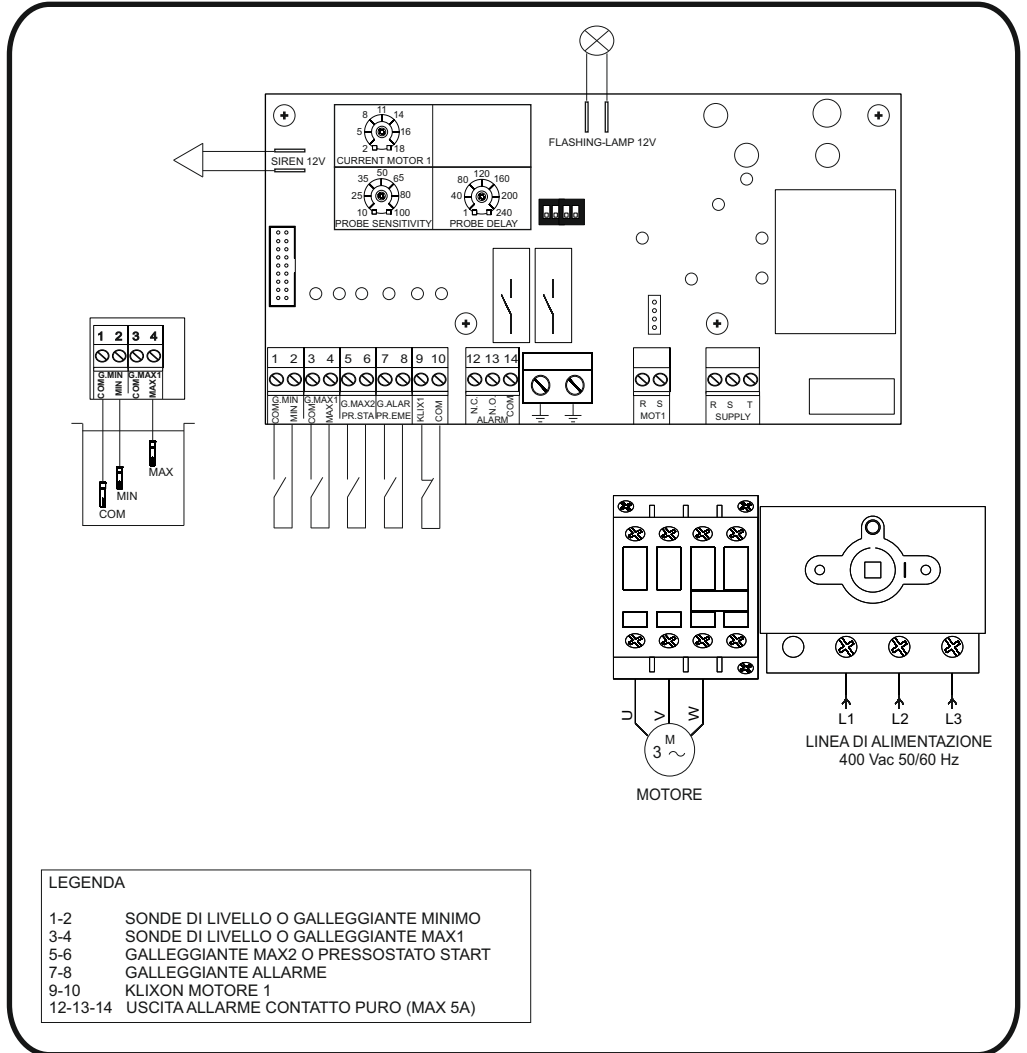 FLASHING-LAMP 12V
SIREN 12V
2 5 8 11 14 16 18
CURRENT MOTOR 1
10 25 35 50 65 80 100
PROBE SENSITIVITY
1 40 80 120 160 200 240
PROBE DELAY
1 2 3 4
G.MIN G.MAX1
COM MIN COM MAX1
MAX
MIN
COM
1 2 3 4 5 6 7 8 9 10 12 13 14
COM G.MIN MIN
COM G.MAX1 MAX1
G.MAX2
PR.STA
G.ALAR
PR.EME
KLIX1 COM
N.C. N.O. COM
ALARM
R S
MOT1
R S T
SUPPLY
U V W
M
3 ~
MOTORE
L1 L2 L3
LINEA DI ALIMENTAZIONE
400 Vac 50/60 Hz
LEGENDA
1-2 SONDE DI LIVELLO O GALLEGGIANTE MINIMO
3-4 SONDE DI LIVELLO O GALLEGGIANTE MAX1
5-6 GALLEGGIANTE MAX2 O PRESSOSTATO START
7-8 GALLEGGIANTE ALLARME
9-10 KLIXON MOTORE 1
12-13-14 USCITA ALLARME CONTATTO PURO (MAX 5A)